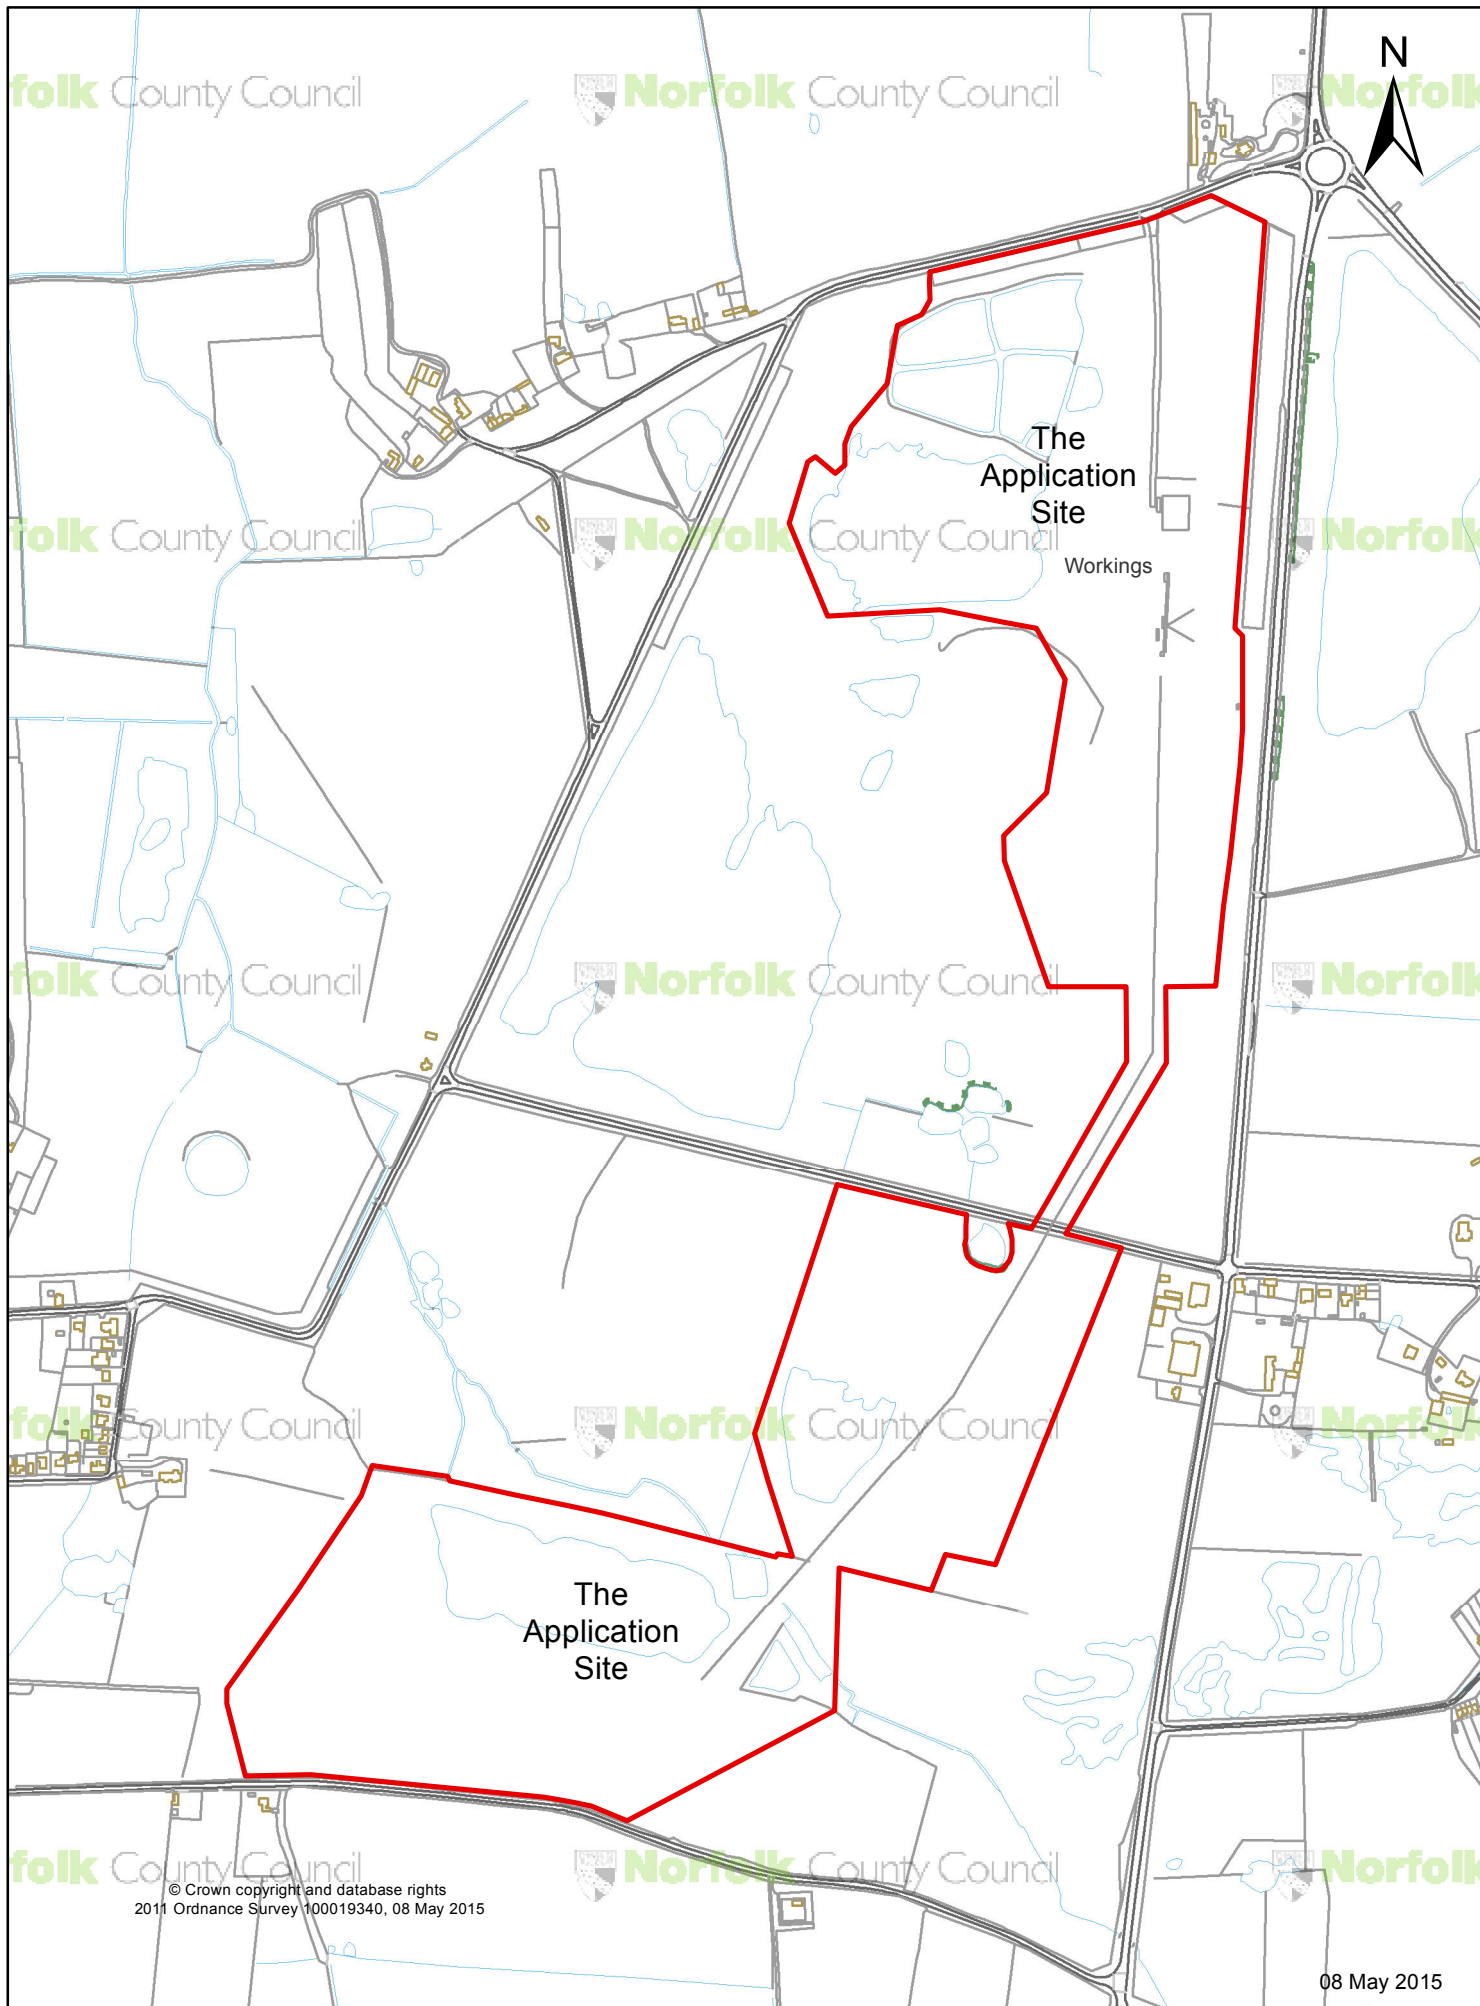 N
folk County Council
Norfolk County Council
Norfolk
The
Application
Site
folk County Council
Norfolk County Council
Norfolk
Workings
folk County Council
Norfolk County Council
Norfolk
folk County Council
Norfolk County Council
Norfolk
The
Application
Site
folk County Council
Norfolk County Council
Norfolk
© Crown copyright and database rights
2011 Ordnance Survey 100019340, 08 May 2015
08 May 2015